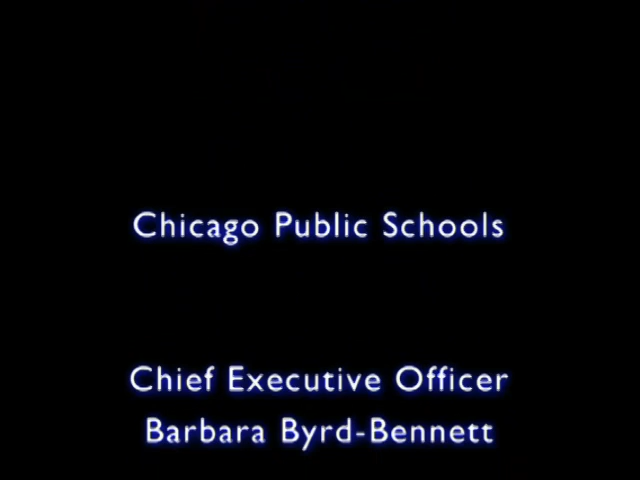 Chicago Public Schools
Chief Executive Officer
Barbara Byrd-Bennett